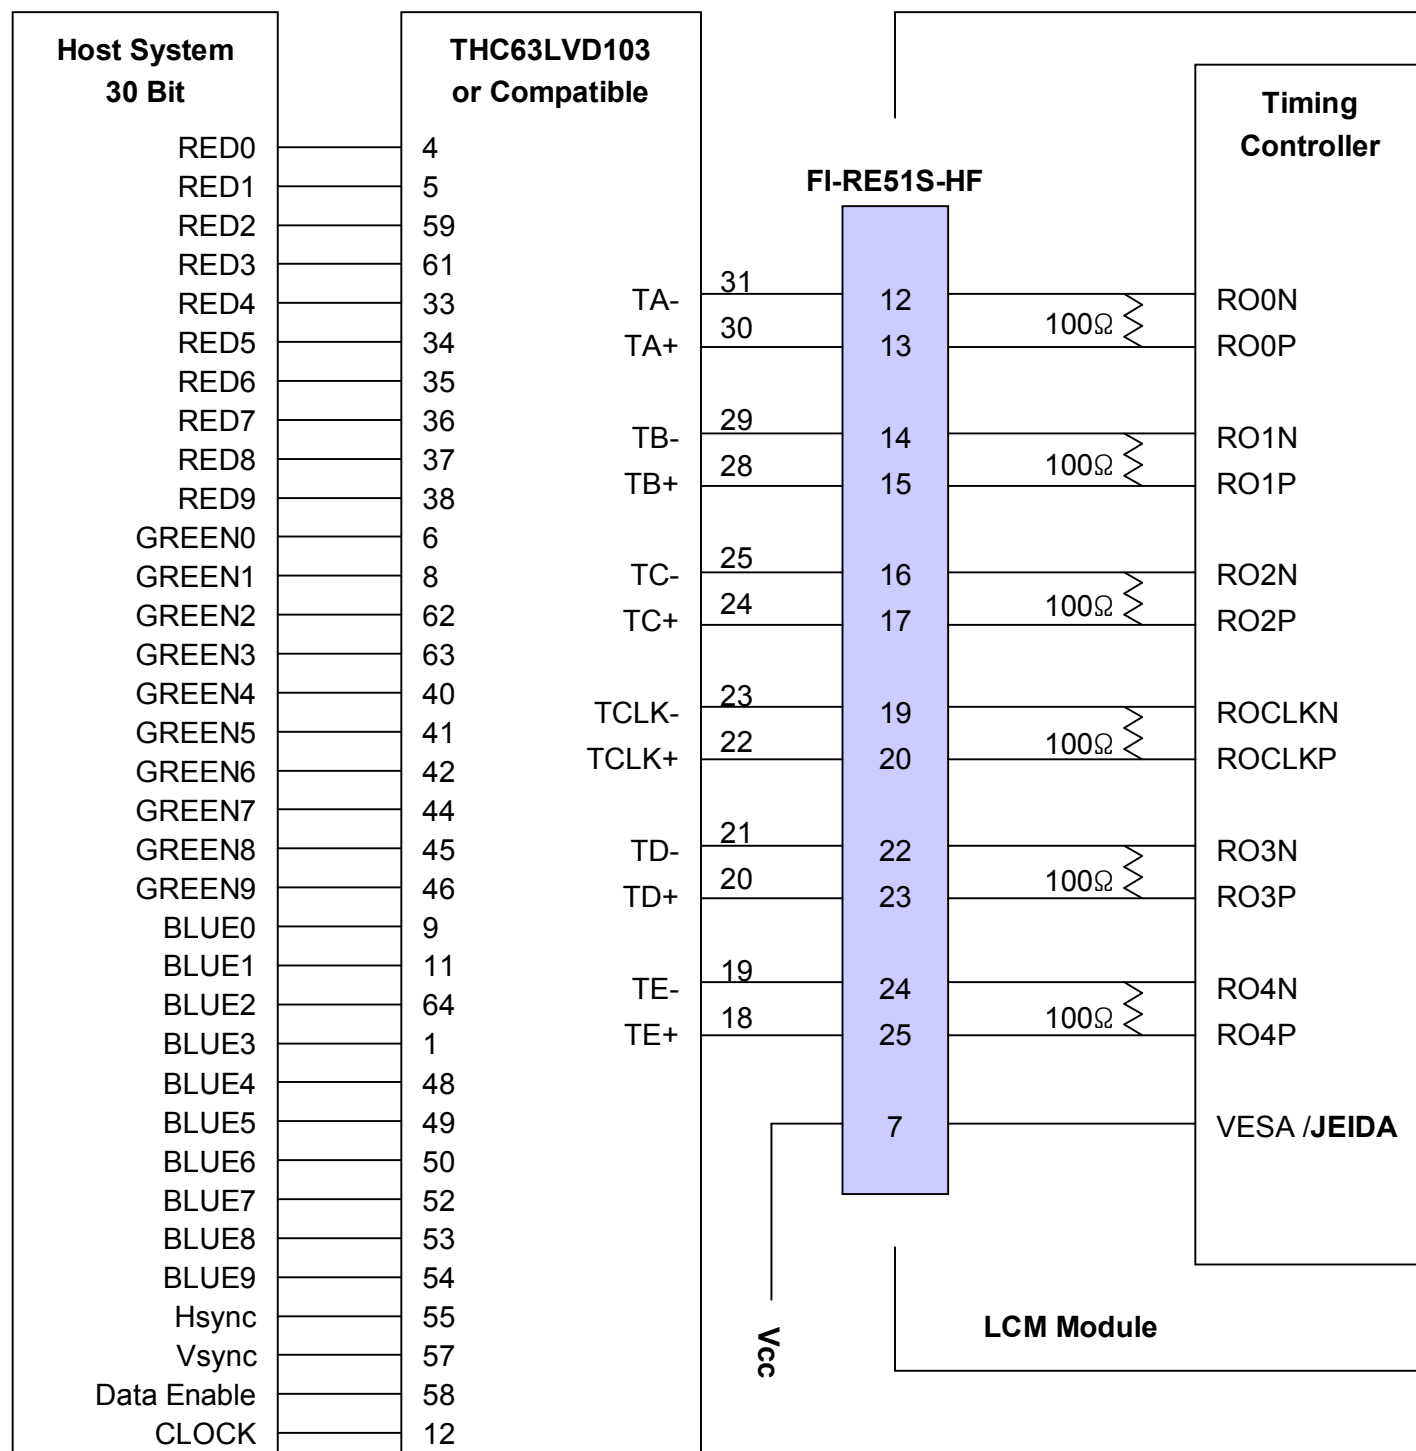 Host System
30 Bit
RED0 4
RED1 5
RED2 59
RED3 61
RED4 33
RED5 34
RED6 35
RED7 36
RED8 37
RED9 38
GREEN0 6
GREEN1 8
GREEN2 62
GREEN3 63
GREEN4 40
GREEN5 41
GREEN6 42
GREEN7 44
GREEN8 45
GREEN9 46
BLUE0 9
BLUE1 11
BLUE2 64
BLUE3 1
BLUE4 48
BLUE5 49
BLUE6 50
BLUE7 52
BLUE8 53
BLUE9 54
Hsync 55
Vsync 57
Data Enable 58
CLOCK 12
THC63LVD103
or Compatible
TA- 31
TA+ 30
TB- 29
TB+ 28
TC- 25
TC+ 24
TCLK- 23
TCLK+ 22
TD- 21
TD+ 20
TE- 19
TE+ 18
Vcc
FI-RE51S-HF
12
13
14
15
16
17
19
20
22
23
24
25
7
100Ω
100Ω
100Ω
100Ω
100Ω
100Ω
Timing
Controller
RO0N
RO0P
RO1N
RO1P
RO2N
RO2P
ROCLKN
ROCLKP
RO3N
RO3P
RO4N
RO4P
VESA /JEIDA
LCM Module